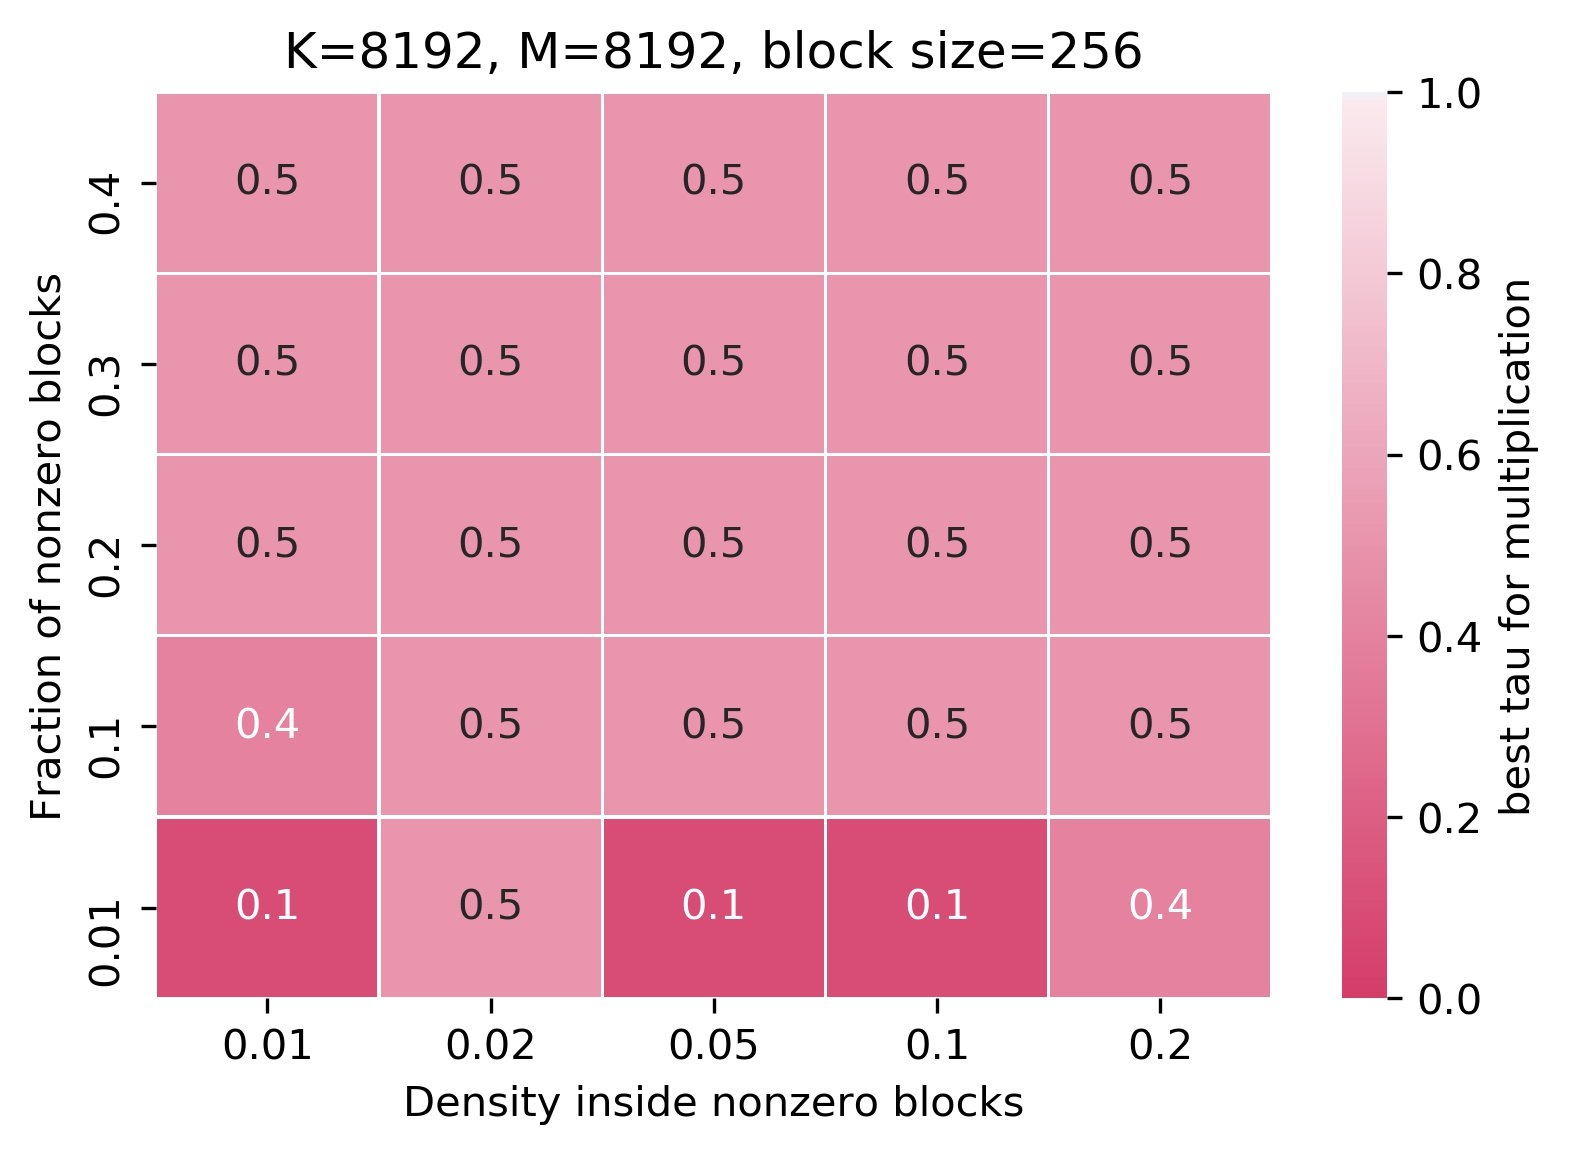 K=8192, M=8192, block size=256
Fraction of nonzero blocks
0.4
0.5 0.5 0.5 0.5 0.5
0.3
0.5 0.5 0.5 0.5 0.5
0.2
0.5 0.5 0.5 0.5 0.5
0.1
0.4 0.5 0.5 0.5 0.5
0.01
0.1 0.5 0.1 0.1 0.4
0.01 0.02 0.05 0.1 0.2
Density inside nonzero blocks
1.0
0.8
0.6
0.4
0.2
0.0
best tau for multiplication